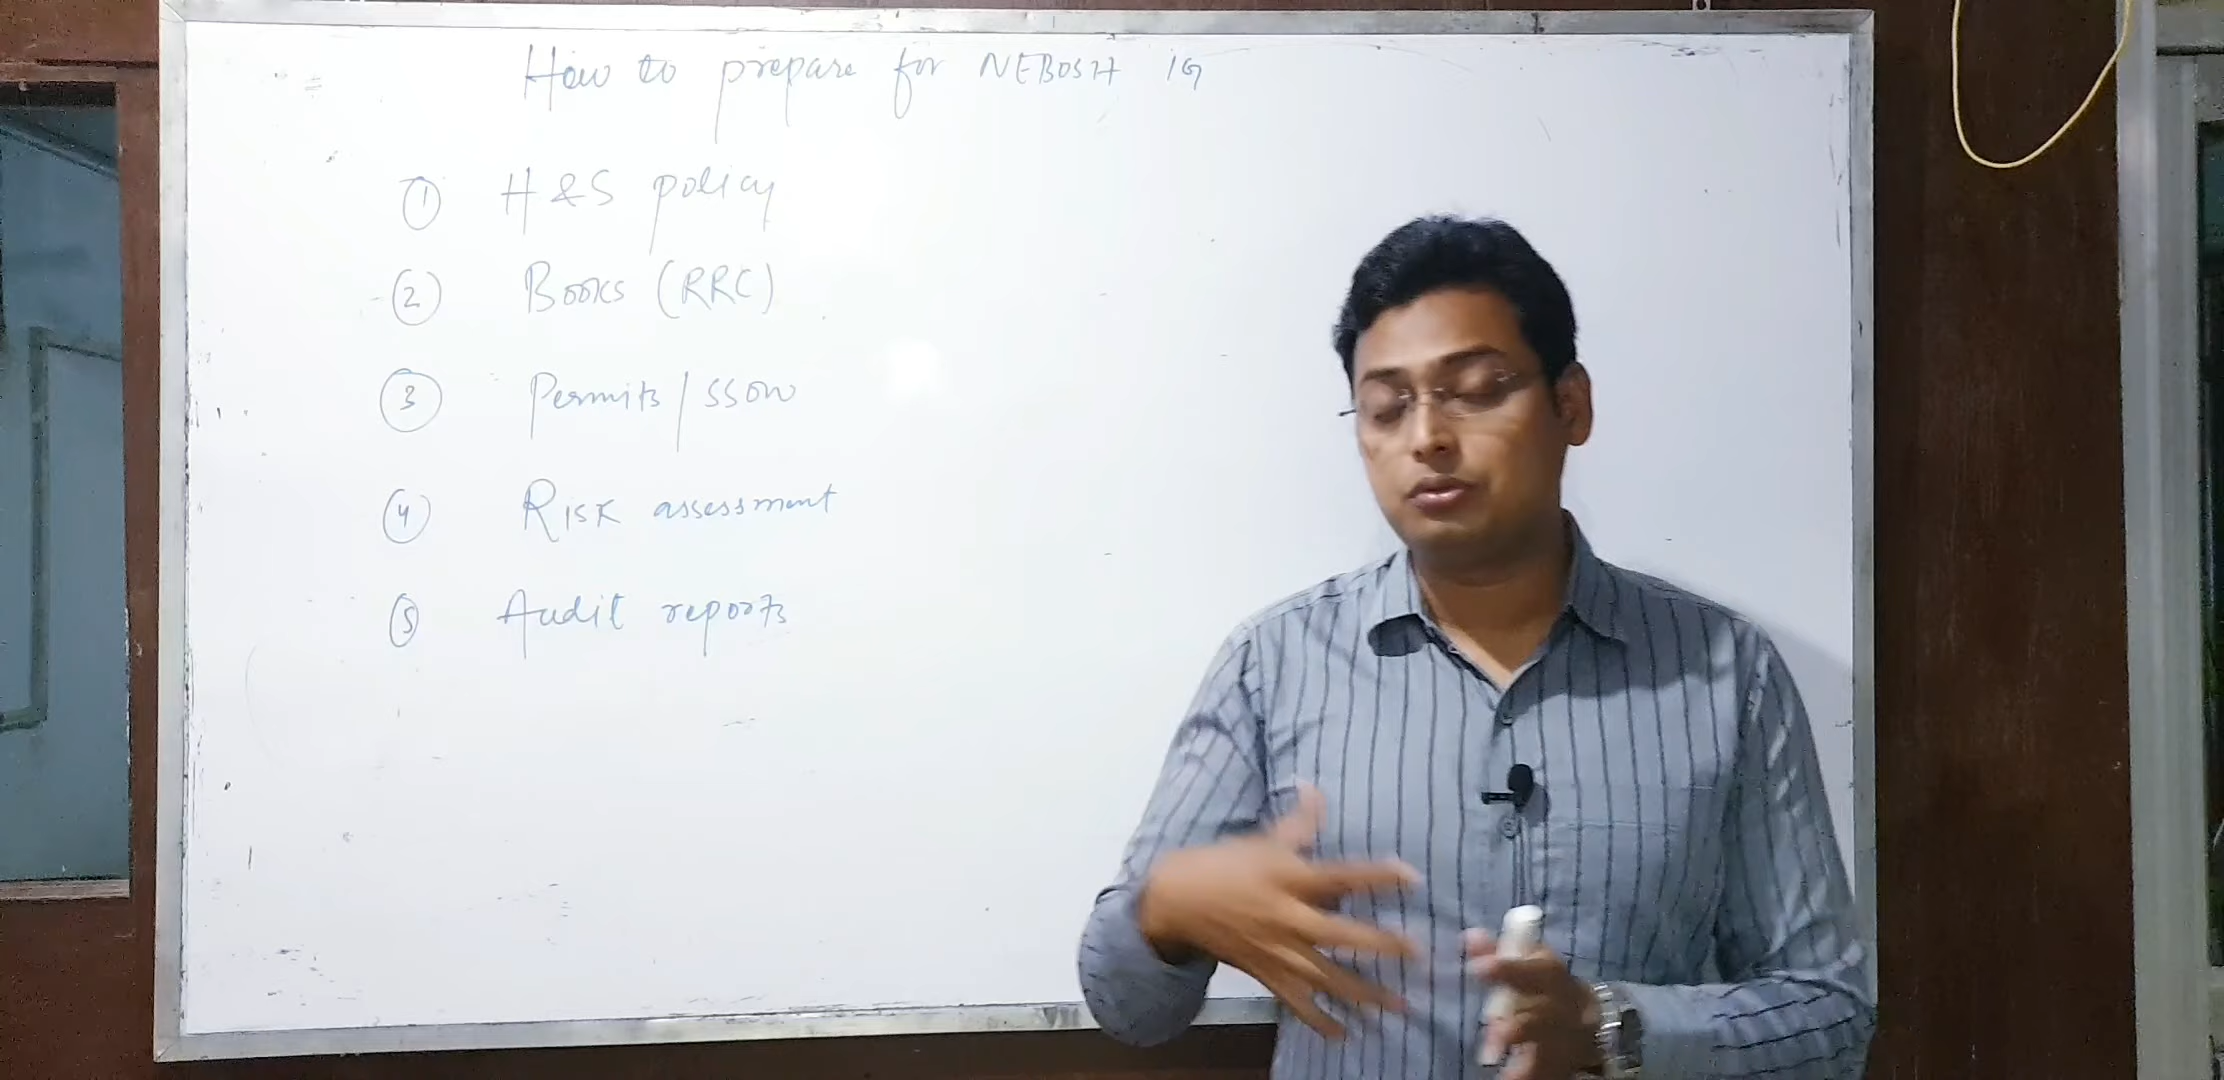 How to prepare for NEBOSH IG
1 H & S policy
2 Books (RRC)
3 Permits / SSOW
4 Risk assessment
5 Audit reports